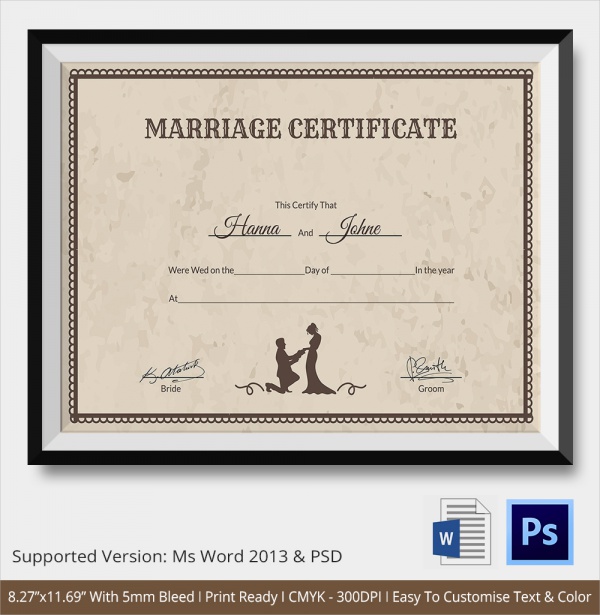 MARRIAGE CERTIFICATE
This Certify That
Hanna And Johne
Were Wed on the Day of In the year
At
Bride Groom
W Ps
Supported Version: Ms Word 2013 & PSD
8.27”x11.69” With 5mm Bleed | Print Ready | CMYK - 300DPI | Easy To Customise Text & Color